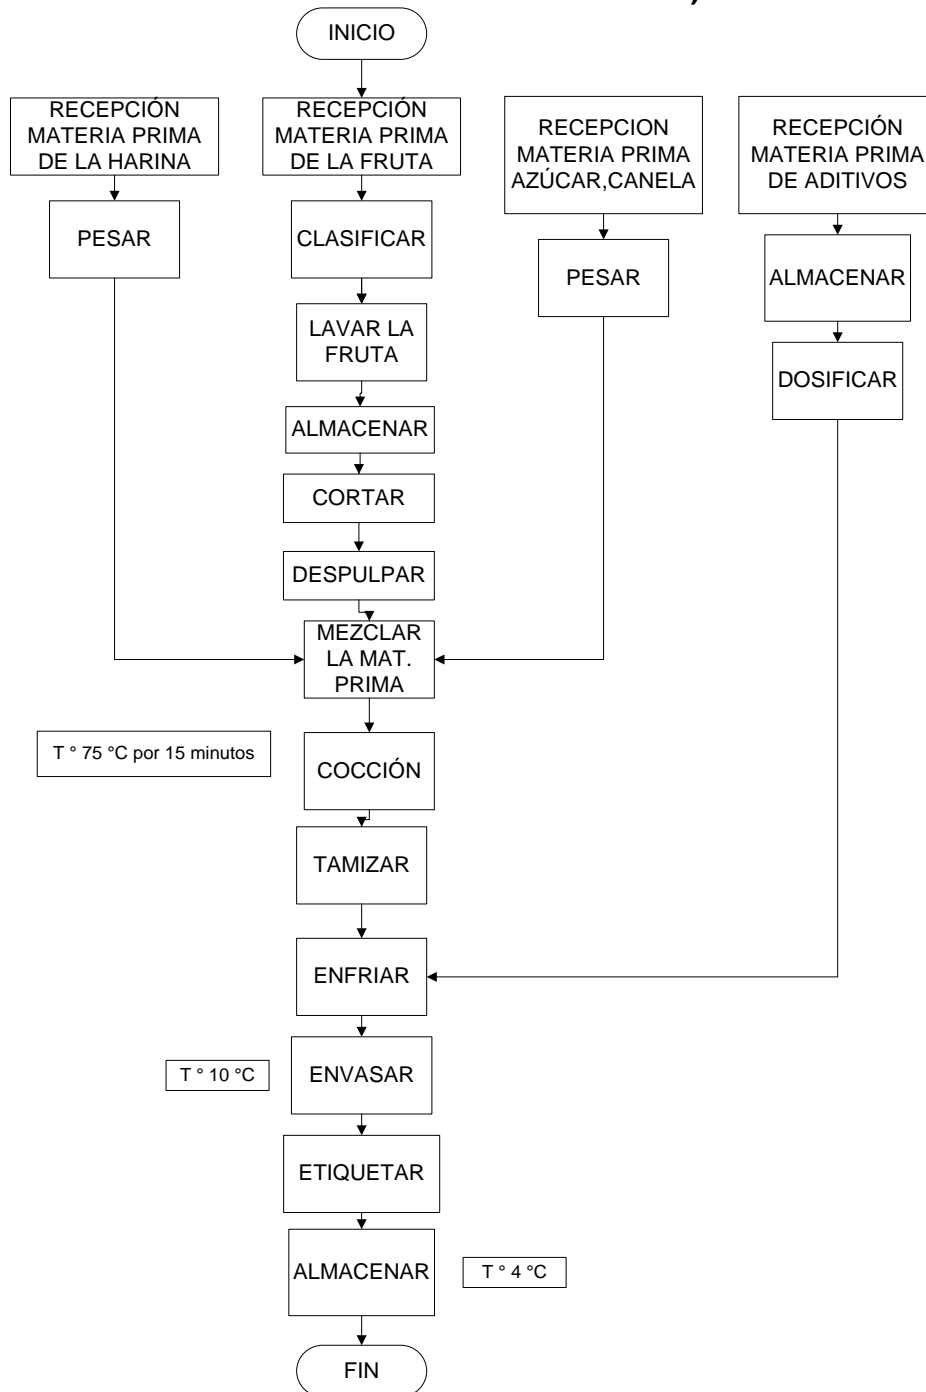 INICIO
RECEPCIÓN
MATERIA PRIMA
DE LA HARINA
RECEPCIÓN
MATERIA PRIMA
DE LA FRUTA
RECEPCION
MATERIA PRIMA
AZÚCAR,CANELA
RECEPCIÓN
MATERIA PRIMA
DE ADITIVOS
PESAR
CLASIFICAR
PESAR
ALMACENAR
LAVAR LA
FRUTA
DOSIFICAR
ALMACENAR
CORTAR
DESPULPAR
MEZCLAR
LA MAT.
PRIMA
T ° 75 °C por 15 minutos
COCCIÓN
TAMIZAR
ENFRIAR
T ° 10 °C
ENVASAR
ETIQUETAR
ALMACENAR
T ° 4 °C
FIN